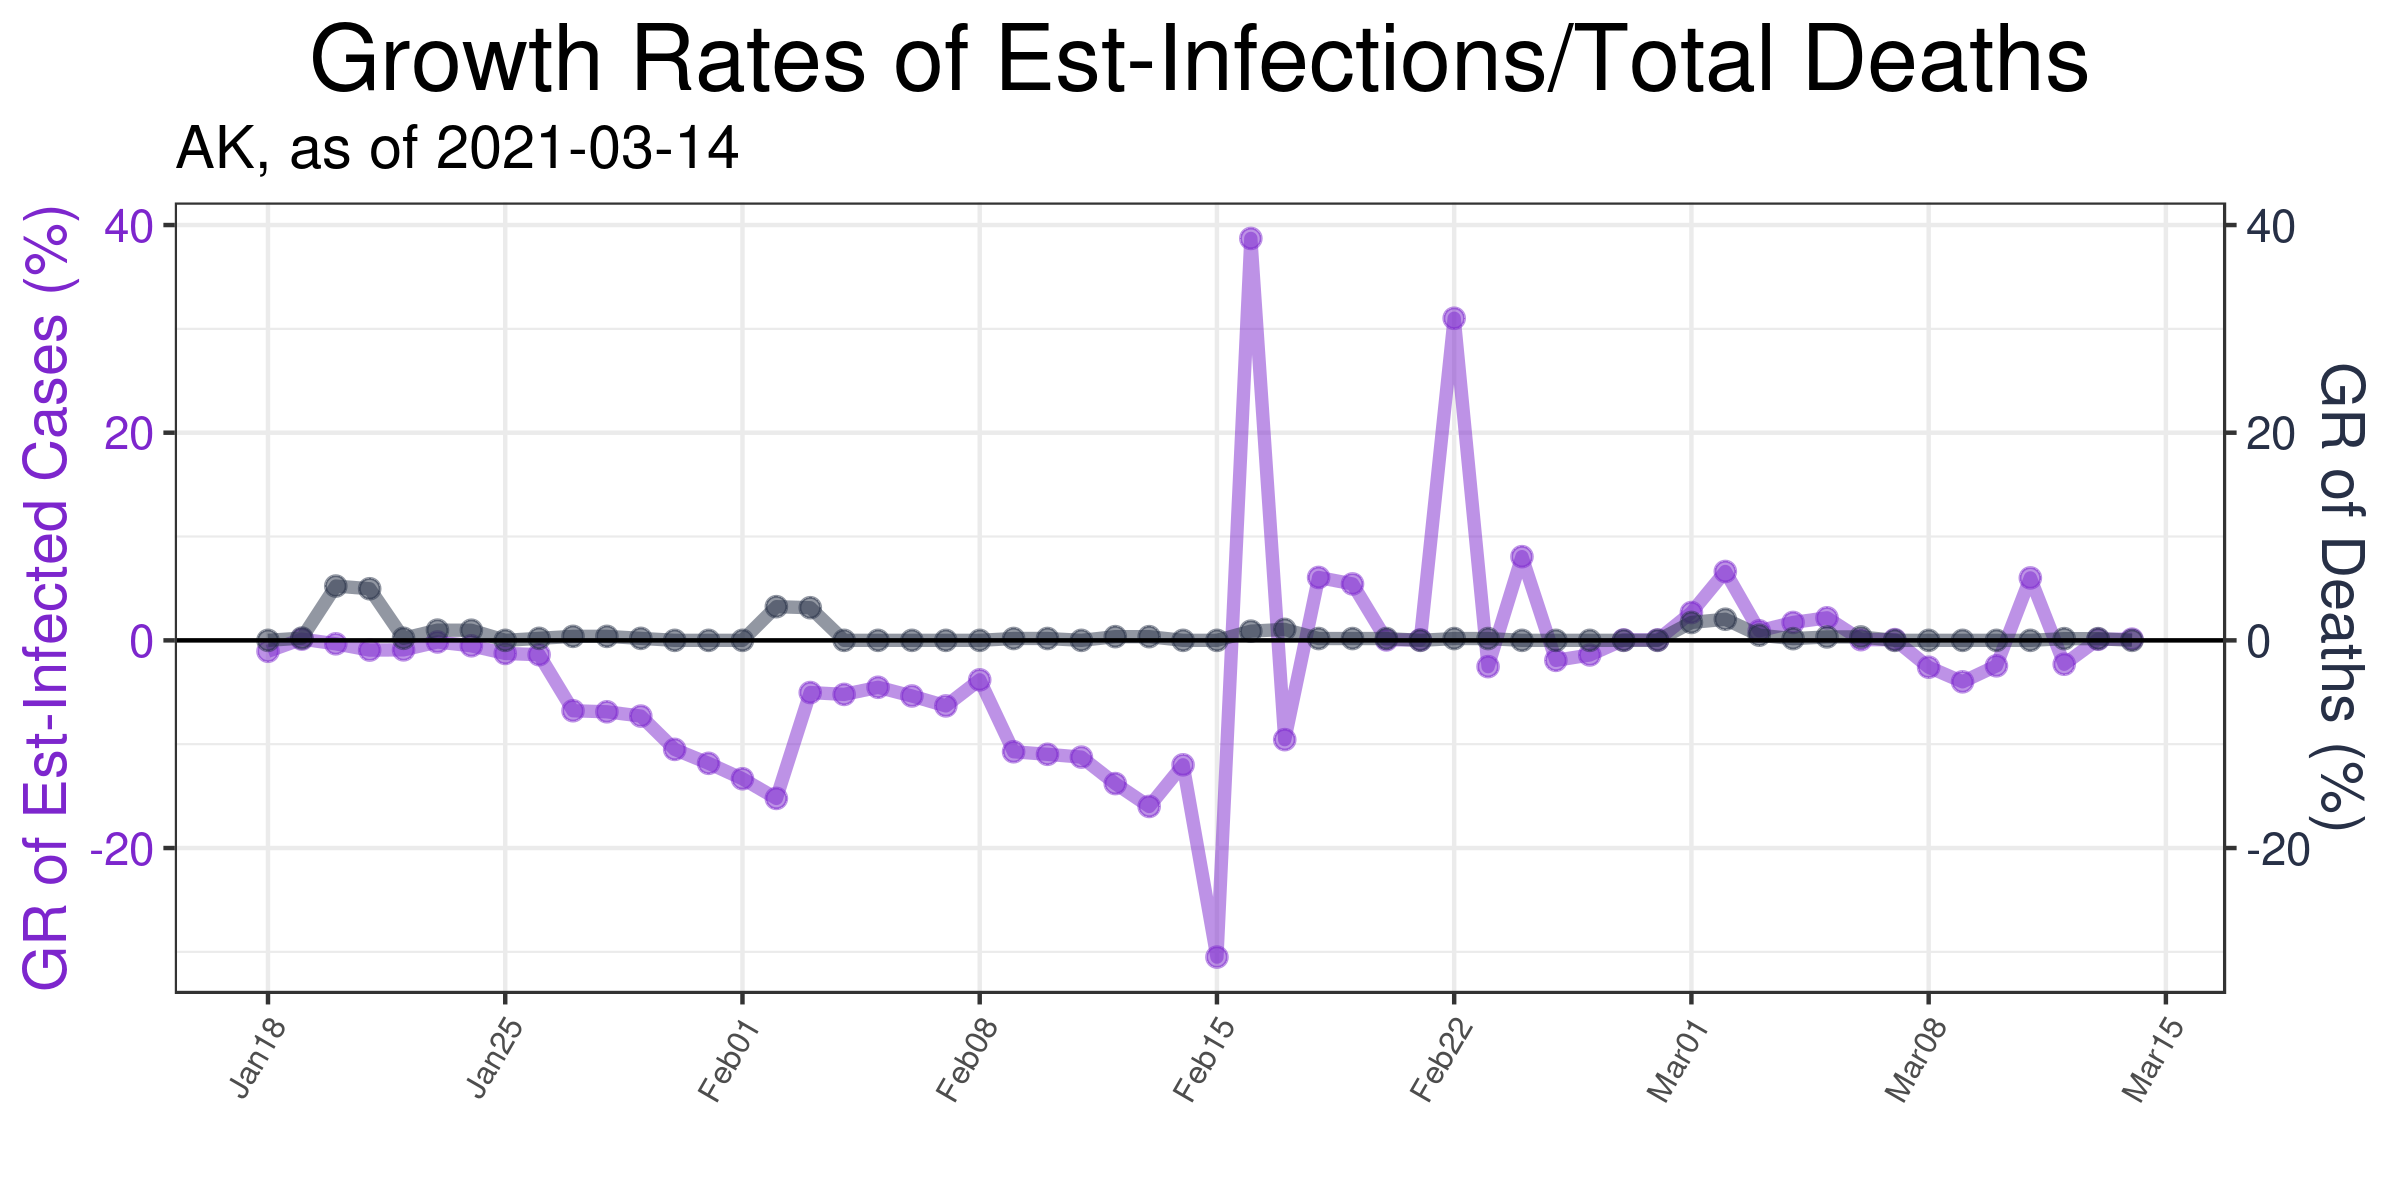 Growth Rates of Est-Infections/Total Deaths
AK, as of 2021-03-14
GR of Est-Infected Cases (%)
40
20
0
-20
40
20
0
-20
GR of Deaths (%)
Jan18
Jan25
Feb01
Feb08
Feb15
Feb22
Mar01
Mar08
Mar15